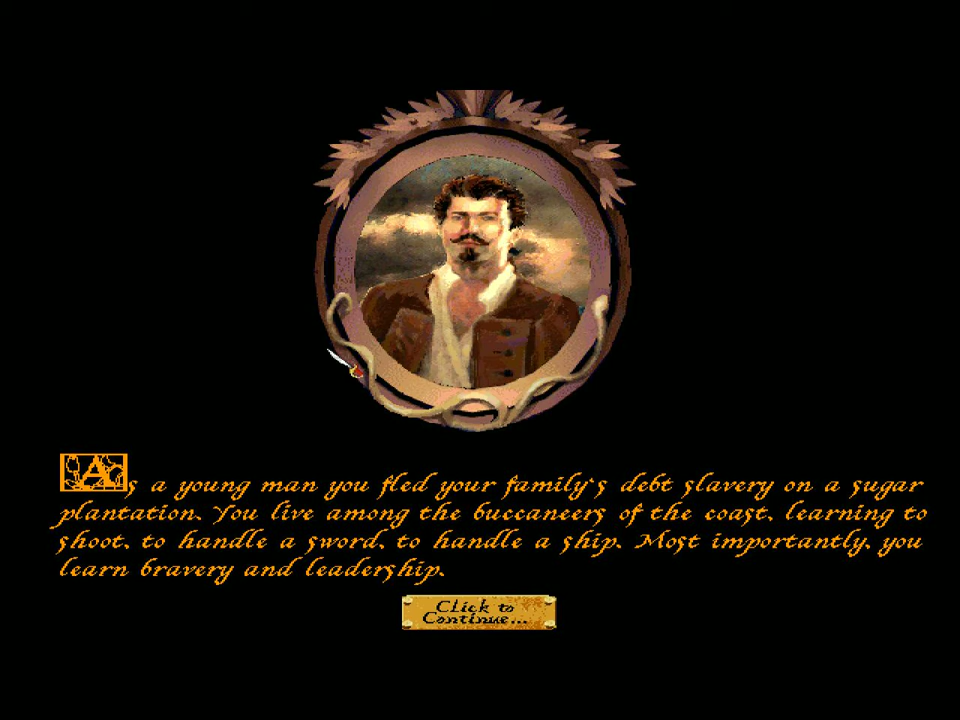 As a young man you fled your family's debt slavery on a sugar
plantation. You live among the buccaneers of the coast, learning to
shoot, to handle a sword, to handle a ship. Most importantly, you
learn bravery and leadership.
Click to
Continue...